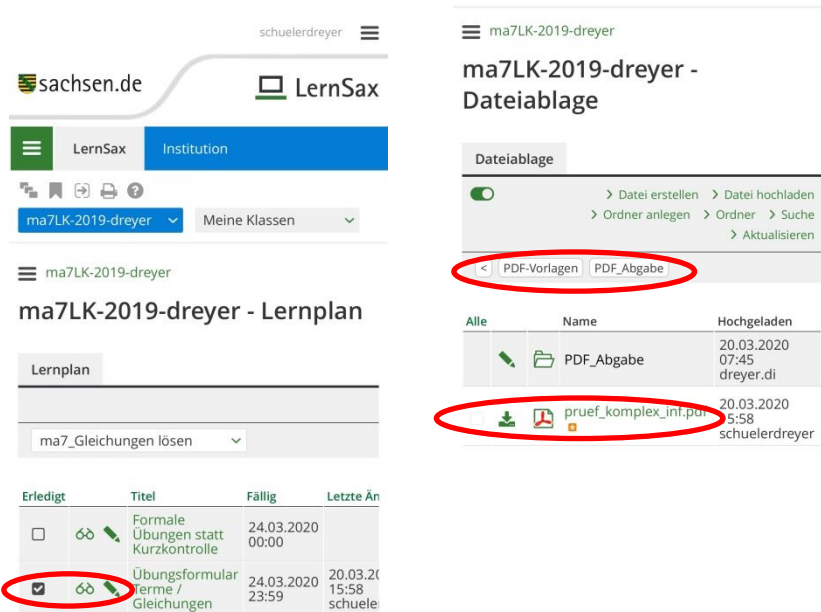 schuelerdreyer
sachsen.de
LernSax
LernSax Institution
ma7LK-2019-dreyer Meine Klassen
ma7LK-2019-dreyer
ma7LK-2019-dreyer - Lernplan
Lernplan
ma7_Gleichungen lösen
Erledigt Titel Fällig Letzte Än
Formale
Übungen statt
Kurzkontrolle
24.03.2020
00:00
Übungsformular
Terme /
Gleichungen
24.03.2020
23:59
20.03.20
15:58
schuele
ma7LK-2019-dreyer
ma7LK-2019-dreyer -
Dateiablage
Dateiablage
> Datei erstellen > Datei hochladen
> Ordner anlegen > Ordner > Suche
> Aktualisieren
< PDF-Vorlagen PDF_Abgabe
Alle Name Hochgeladen
PDF_Abgabe
20.03.2020
07:45
dreyer.di
pruef_komplex_inf.pdf
20.03.2020
15:58
schuelerdreyer